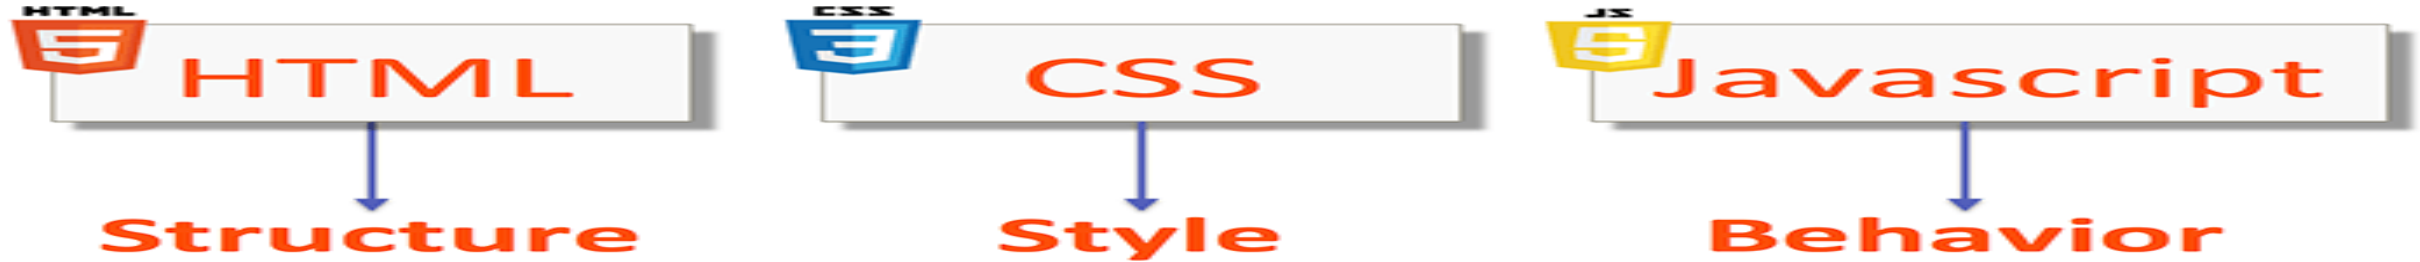 HTML CSS JS
HTML CSS Javascript
Structure Style Behavior